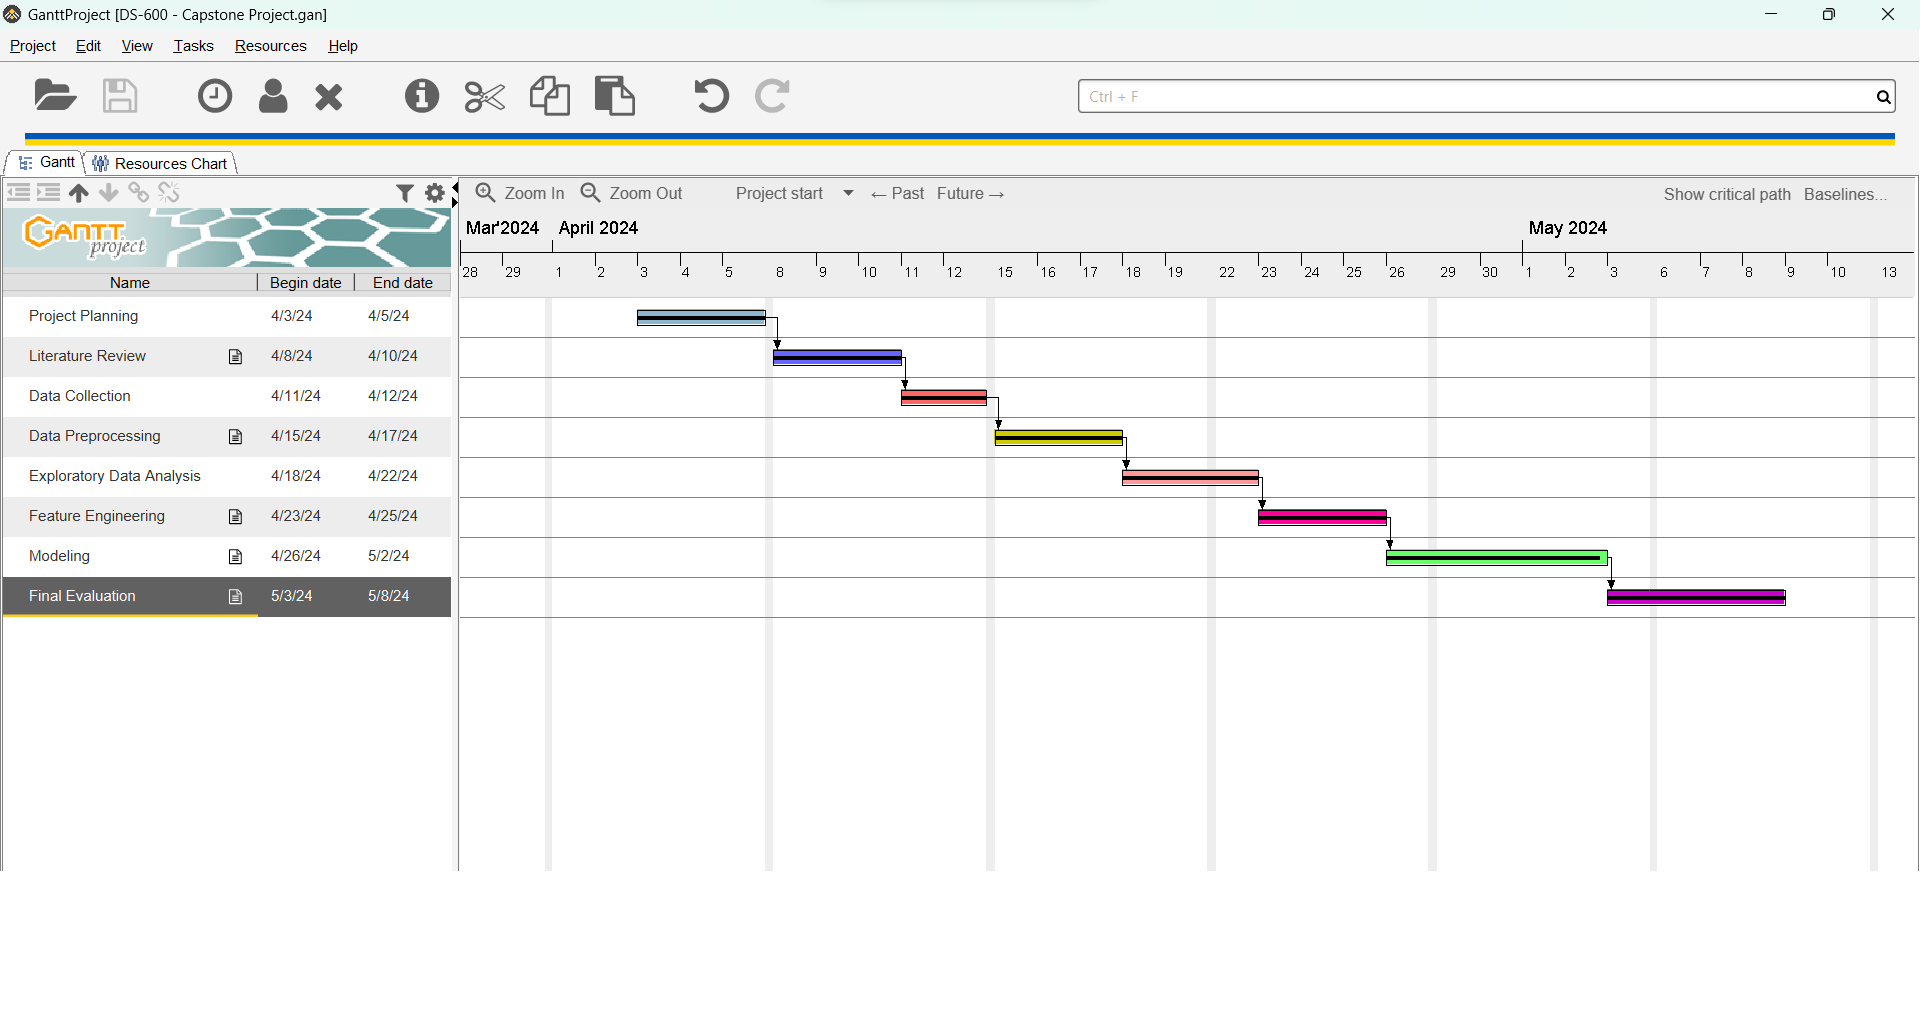 GanttProject [DS-600 - Capstone Project.gan]
Project Edit View Tasks Resources Help
Ctrl + F
Gantt Resources Chart
Zoom In Zoom Out Project start ← Past Future → Show critical path Baselines...
GANTT project
Mar'2024 April 2024 May 2024
28 29 1 2 3 4 5 8 9 10 11 12 15 16 17 18 19 22 23 24 25 26 29 30 1 2 3 6 7 8 9 10 13
Name Begin date End date
Project Planning 4/3/24 4/5/24
Literature Review 4/8/24 4/10/24
Data Collection 4/11/24 4/12/24
Data Preprocessing 4/15/24 4/17/24
Exploratory Data Analysis 4/18/24 4/22/24
Feature Engineering 4/23/24 4/25/24
Modeling 4/26/24 5/2/24
Final Evaluation 5/3/24 5/8/24